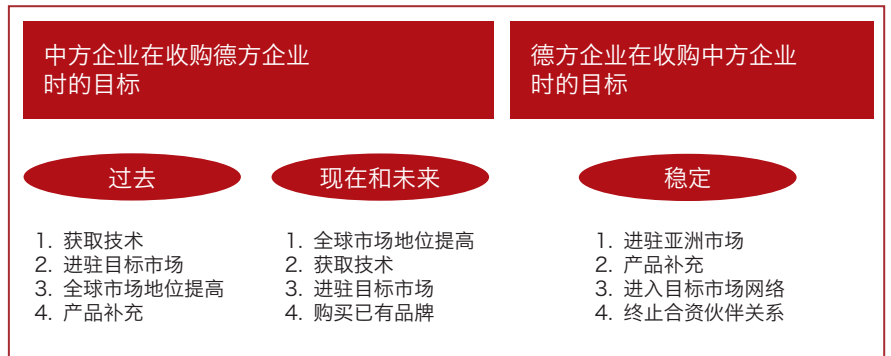 中方企业在收购德方企业
时的目标
德方企业在收购中方企业
时的目标
过去
现在和未来
稳定
1. 获取技术
2. 进驻目标市场
3. 全球市场地位提高
4. 产品补充
1. 全球市场地位提高
2. 获取技术
3. 进驻目标市场
4. 购买已有品牌
1. 进驻亚洲市场
2. 产品补充
3. 进入目标市场网络
4. 终止合资伙伴关系